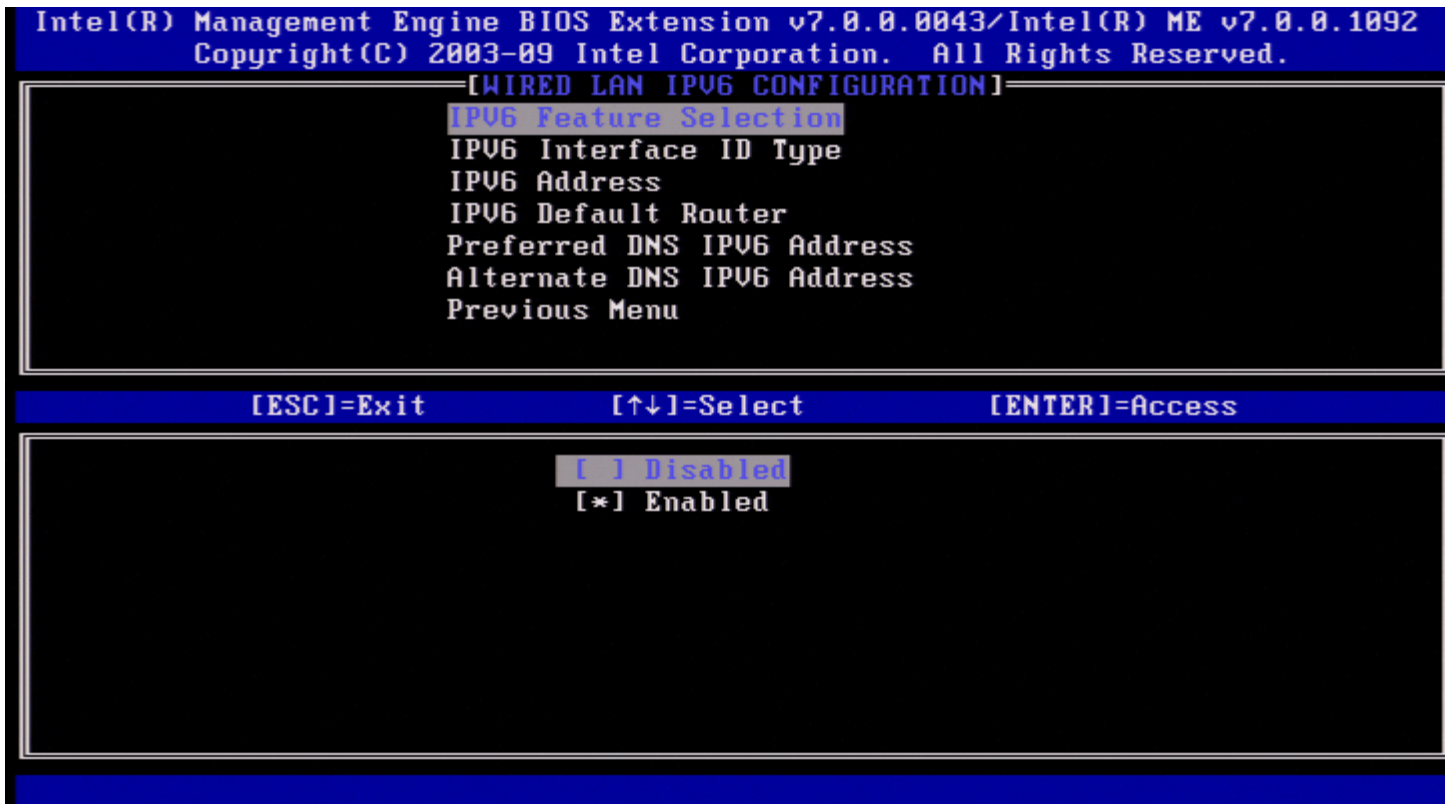 Intel(R) Management Engine BIOS Extension v7.0.0.0043/Intel(R) ME v7.0.0.1092
Copyright(C) 2003-09 Intel Corporation. All Rights Reserved.
[WIRED LAN IPV6 CONFIGURATION]
IPV6 Feature Selection
IPV6 Interface ID Type
IPV6 Address
IPV6 Default Router
Preferred DNS IPV6 Address
Alternate DNS IPV6 Address
Previous Menu
[ESC]=Exit [↑↓]=Select [ENTER]=Access
[ ] Disabled
[*] Enabled